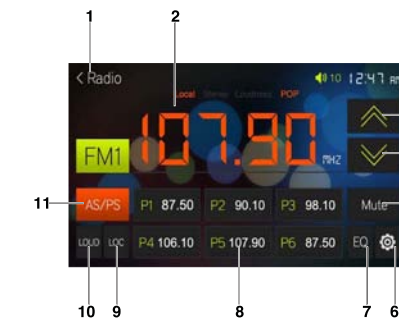 1 2
< Radio 10 12:47 AM
Local Stereo Loudness POP
107.90 MHZ
FM1
11 AS/PS P1 87.50 P2 90.10 P3 98.10 Mute
LOUD LOC P4 106.10 P5 107.90 P6 87.50 EQ
10 9 8 7 6